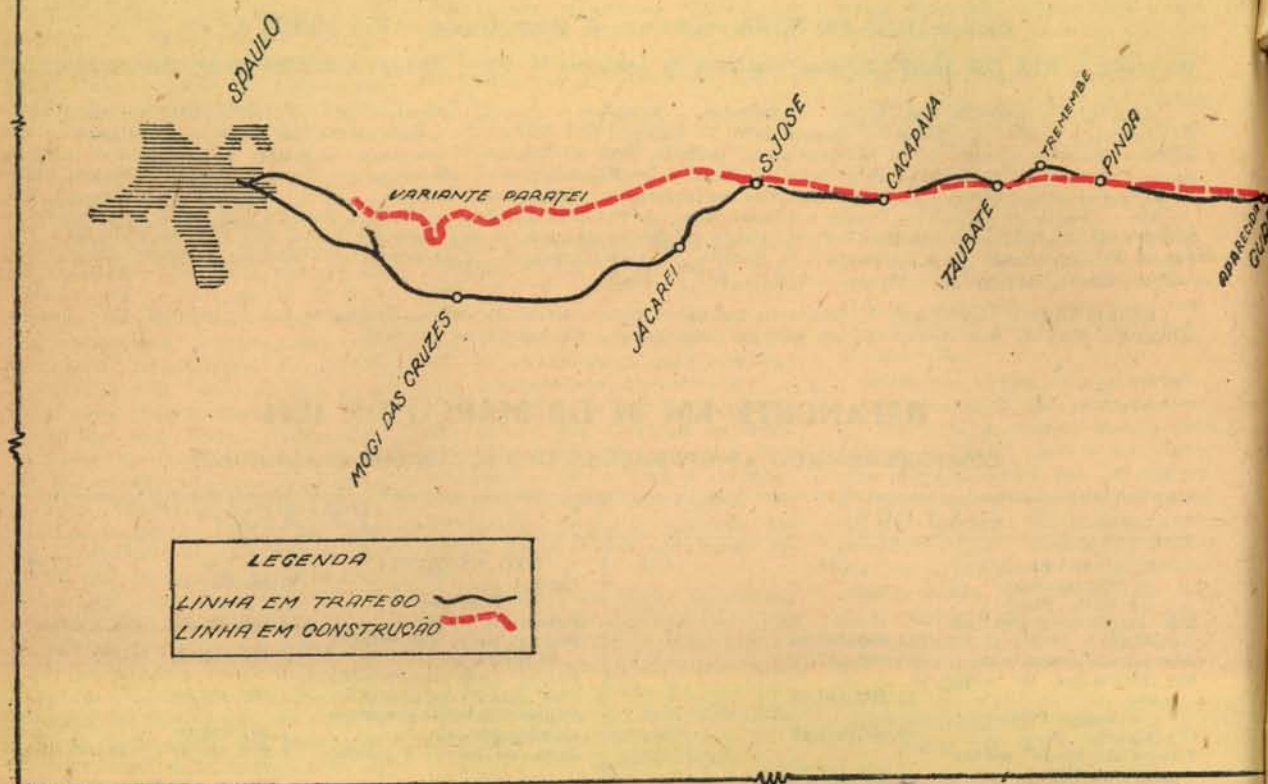 S.PAULO
VARIANTE PARATEI
S.JOSE
CACAPAVA
TAUBATE
TREMEMBE
PINDA
APARECIDA
JACAREI
MOGI DAS CRUZES
LEGENDA
LINHA EM TRAFEGO
LINHA EM CONSTRUÇÃO